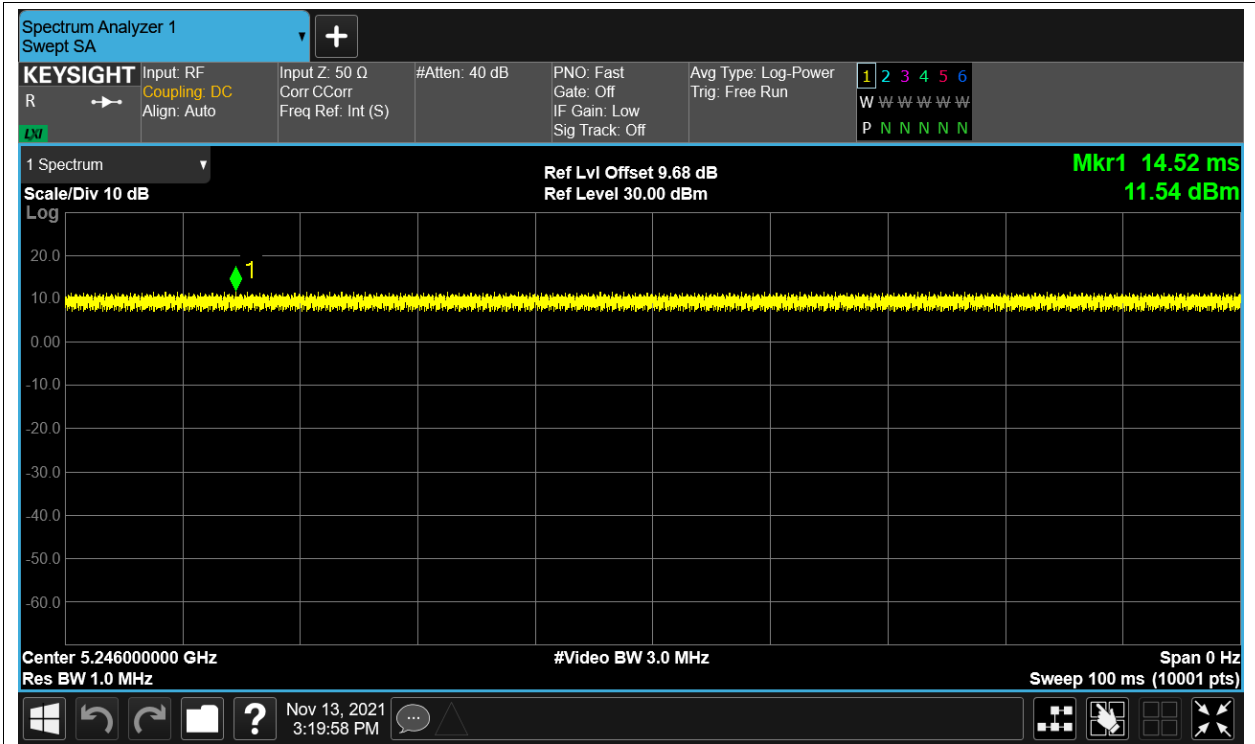 Spectrum Analyzer 1
Swept SA
KEYSIGHT
R
LXI
Input: RF
Coupling: DC
Align: Auto
Input Z: 50 Ω
Corr CCorr
Freq Ref: Int (S)
#Atten: 40 dB
PNO: Fast
Gate: Off
IF Gain: Low
Sig Track: Off
Avg Type: Log-Power
Trig: Free Run
1 2 3 4 5 6
W W W W W W
P N N N N N
1 Spectrum
Scale/Div 10 dB
Log
Ref Lvl Offset 9.68 dB
Ref Level 30.00 dBm
Mkr1 14.52 ms
11.54 dBm
20.0
1
10.0
0.00
-10.0
-20.0
-30.0
-40.0
-50.0
-60.0
Center 5.246000000 GHz
Res BW 1.0 MHz
#Video BW 3.0 MHz
Span 0 Hz
Sweep 100 ms (10001 pts)
?
Nov 13, 2021
3:19:58 PM